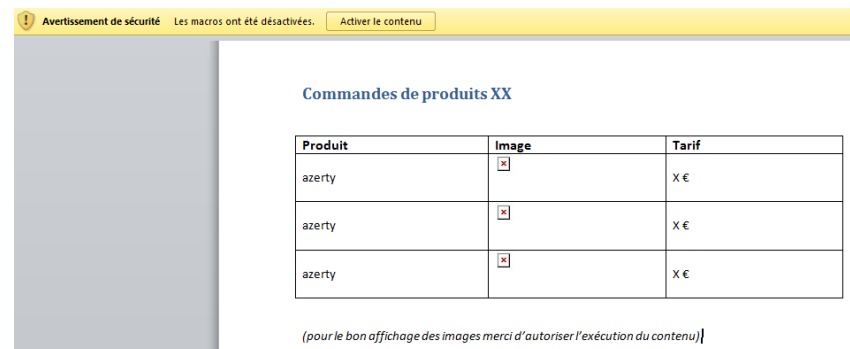 Avertissement de sécurité Les macros ont été désactivées. Activer le contenu
Commandes de produits XX
Produit Image Tarif
azerty X €
azerty X €
azerty X €
(pour le bon affichage des images merci d'autoriser l'exécution du contenu)